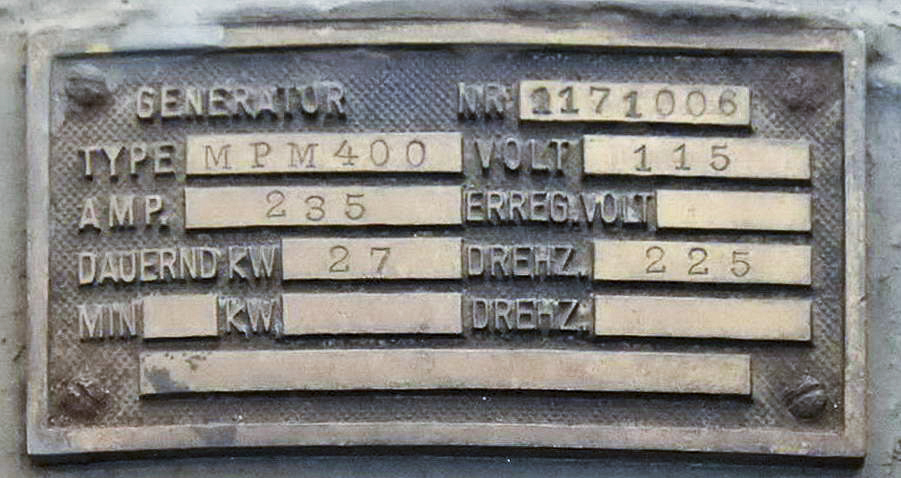 GENERATOR NR 1171006
TYPE MPM400 VOLT 115
AMP. 235 ERREG.VOLT
DAUERND KW 27 DREHZ. 225
MIN KW DREHZ.